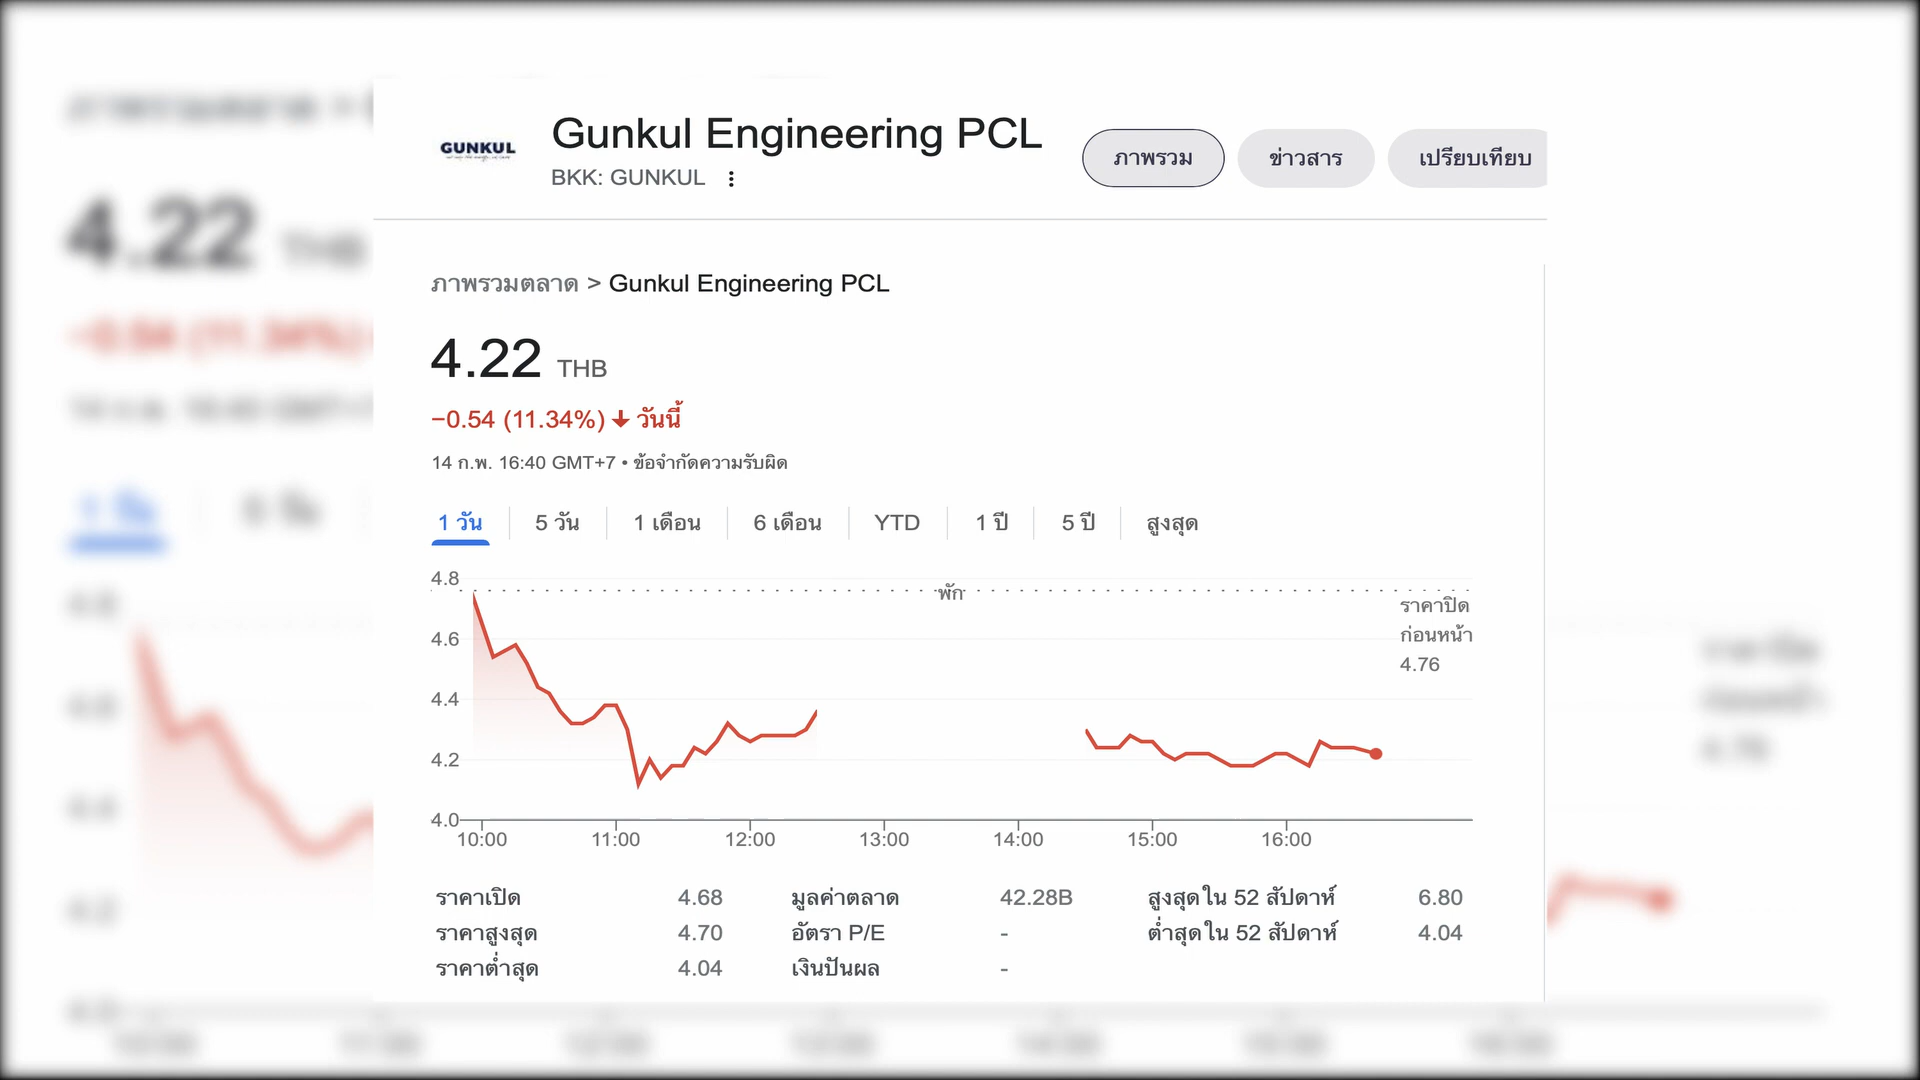 GUNKUL
Gunkul Engineering PCL
BKK: GUNKUL
ภาพรวม
ข่าวสาร
เปรียบเทียบ
ภาพรวมตลาด > Gunkul Engineering PCL
4.22 THB
−0.54 (11.34%) วันนี้
14 ก.พ. 16:40 GMT+7 • ข้อจำกัดความรับผิด
1 วัน
5 วัน
1 เดือน
6 เดือน
YTD
1 ปี
5 ปี
สูงสุด
4.8
4.6
4.4
4.2
4.0
พัก
ราคาปิด
ก่อนหน้า
4.76
10:00
11:00
12:00
13:00
14:00
15:00
16:00
ราคาเปิด 4.68
ราคาสูงสุด 4.70
ราคาต่ำสุด 4.04
มูลค่าตลาด 42.28B
อัตรา P/E -
เงินปันผล -
สูงสุดใน 52 สัปดาห์ 6.80
ต่ำสุดใน 52 สัปดาห์ 4.04